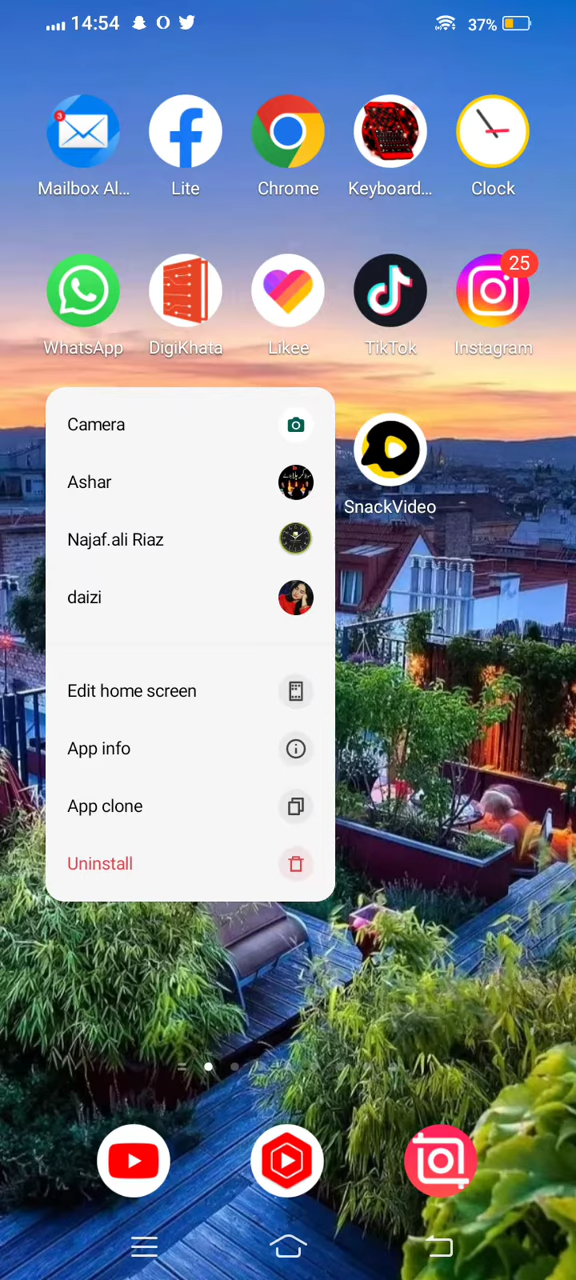 14:54
37%
3
Mailbox Al...
Lite
Chrome
Keyboard...
Clock
25
WhatsApp
DigiKhata
Likee
TikTok
Instagram
Camera
Ashar
Najaf.ali Riaz
daizi
SnackVideo
Edit home screen
App info
App clone
Uninstall